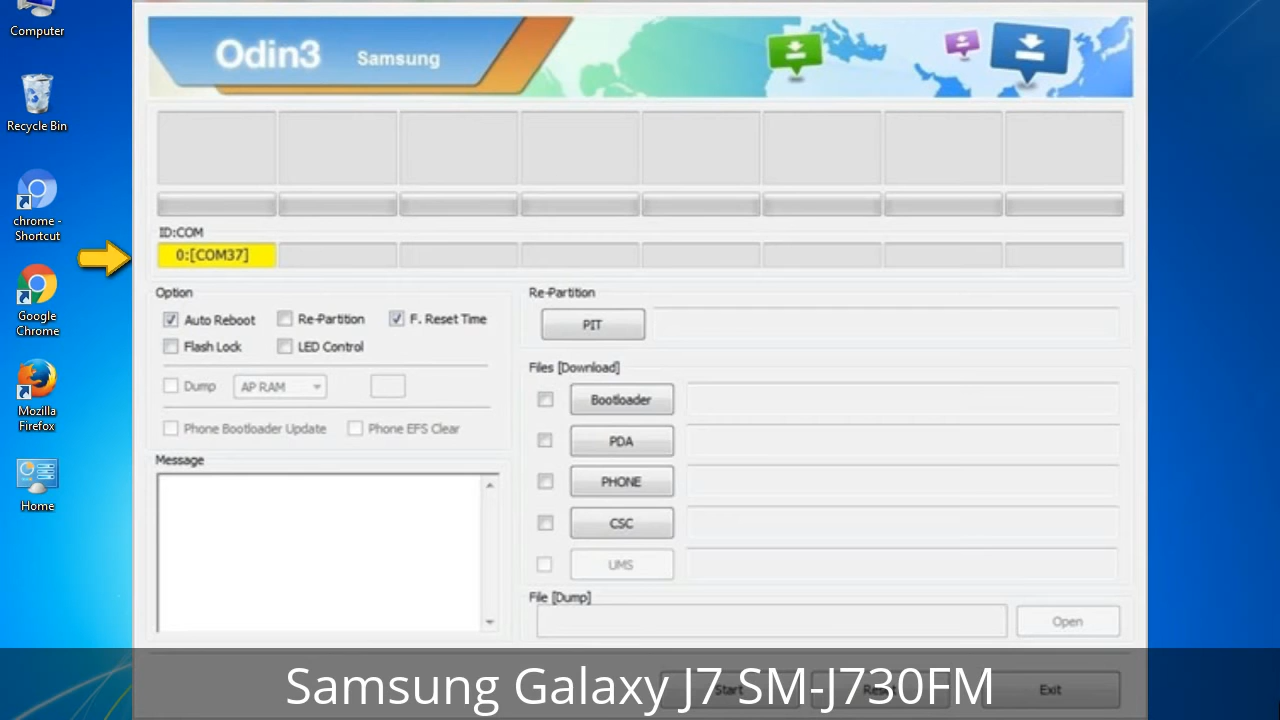 Computer
Recycle Bin
chrome -
Shortcut
Google
Chrome
Mozilla
Firefox
Home
Odin3 Samsung
ID:COM
0:[COM37]
Option
Auto Reboot Re-Partition F. Reset Time
Flash Lock LED Control
Dump AP RAM
Phone Bootloader Update Phone EFS Clear
Message
Re-Partition
PIT
Files [Download]
Bootloader
PDA
PHONE
CSC
UMS
File [Dump]
Open
Start Reset Exit
Samsung Galaxy J7 SM-J730FM